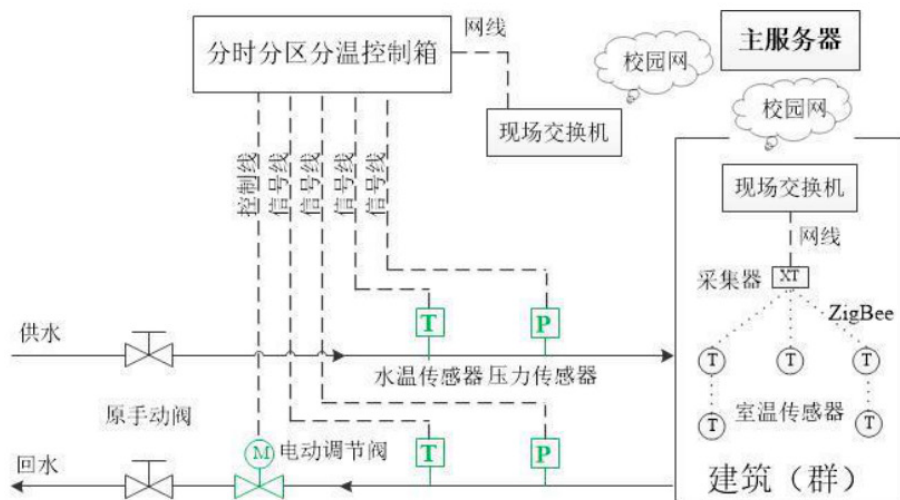 分时分区分温控制箱
网线
校园网
主服务器
现场交换机
校园网
控制线
信号线
信号线
信号线
信号线
现场交换机
网线
采集器
XT
ZigBee
T
P
供水
水温传感器
压力传感器
T
T
T
原手动阀
室温传感器
T
T
M
电动调节阀
T
P
回水
建筑（群）